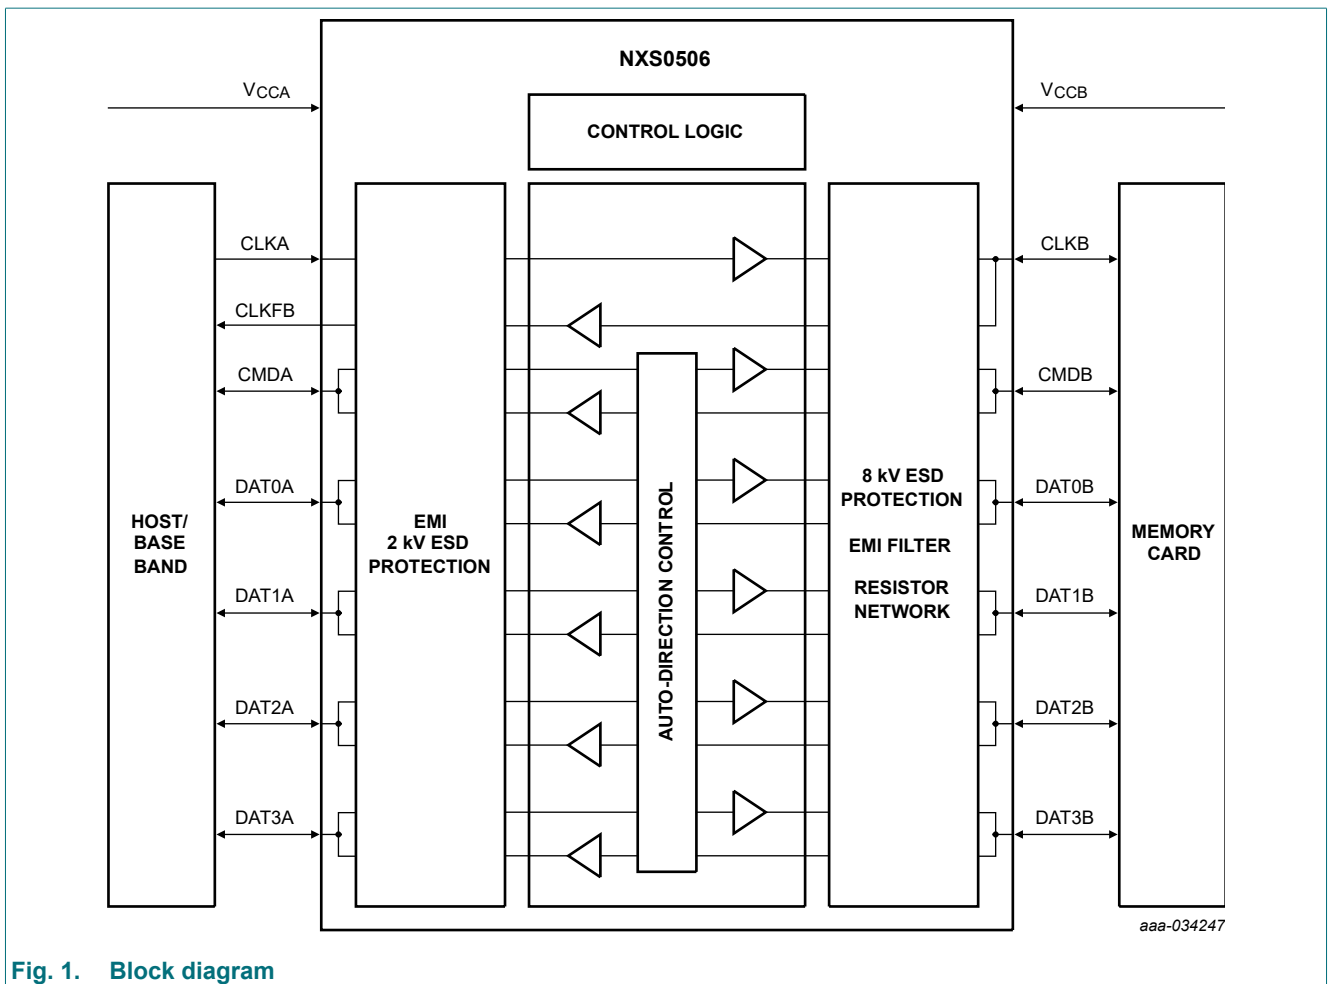 NXS0506
VCCA
VCCB
CONTROL LOGIC
CLKA
CLKB
CLKFB
CMDA
CMDB
DAT0A
DAT0B
DAT1A
DAT1B
DAT2A
DAT2B
DAT3A
DAT3B
HOST/
BASE
BAND
EMI
2 kV ESD
PROTECTION
AUTO-DIRECTION CONTROL
8 kV ESD
PROTECTION
EMI FILTER
RESISTOR
NETWORK
MEMORY
CARD
aaa-034247
Fig. 1. Block diagram